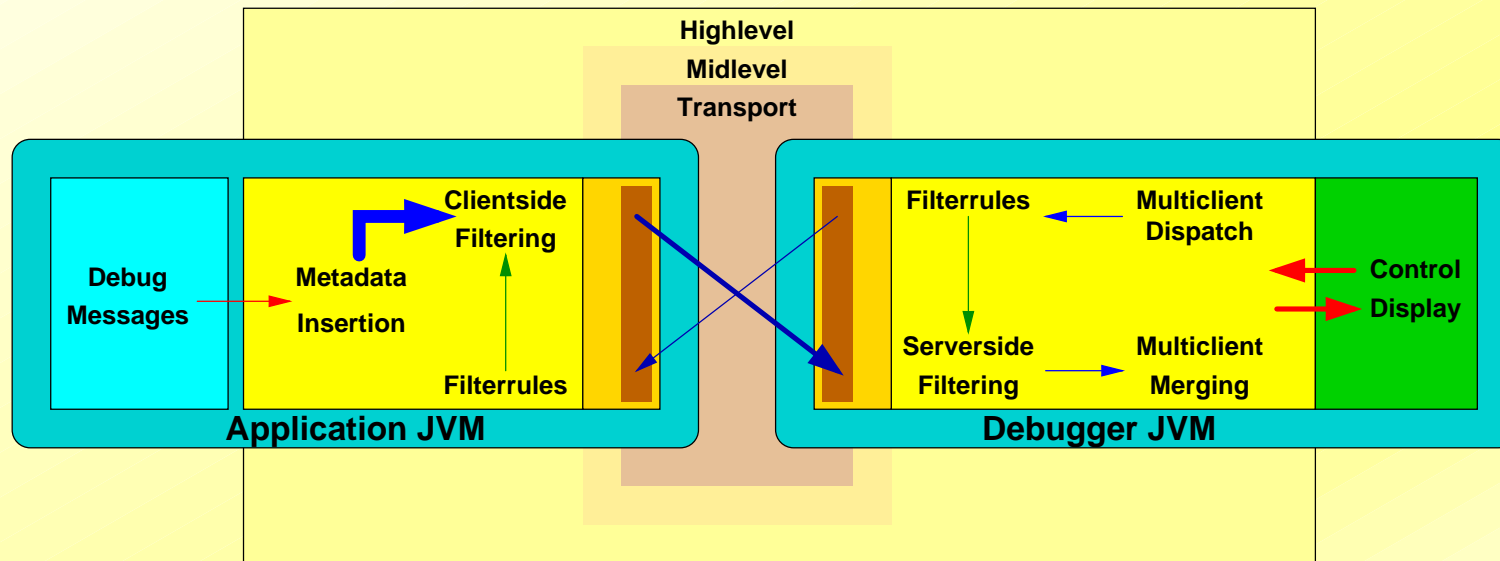 Highlevel
Midlevel
Transport
Debug
Messages
Metadata
Insertion
Clientside
Filtering
Filterrules
Application JVM
Filterrules
Multiclient
Dispatch
Serverside
Filtering
Multiclient
Merging
Control
Display
Debugger JVM